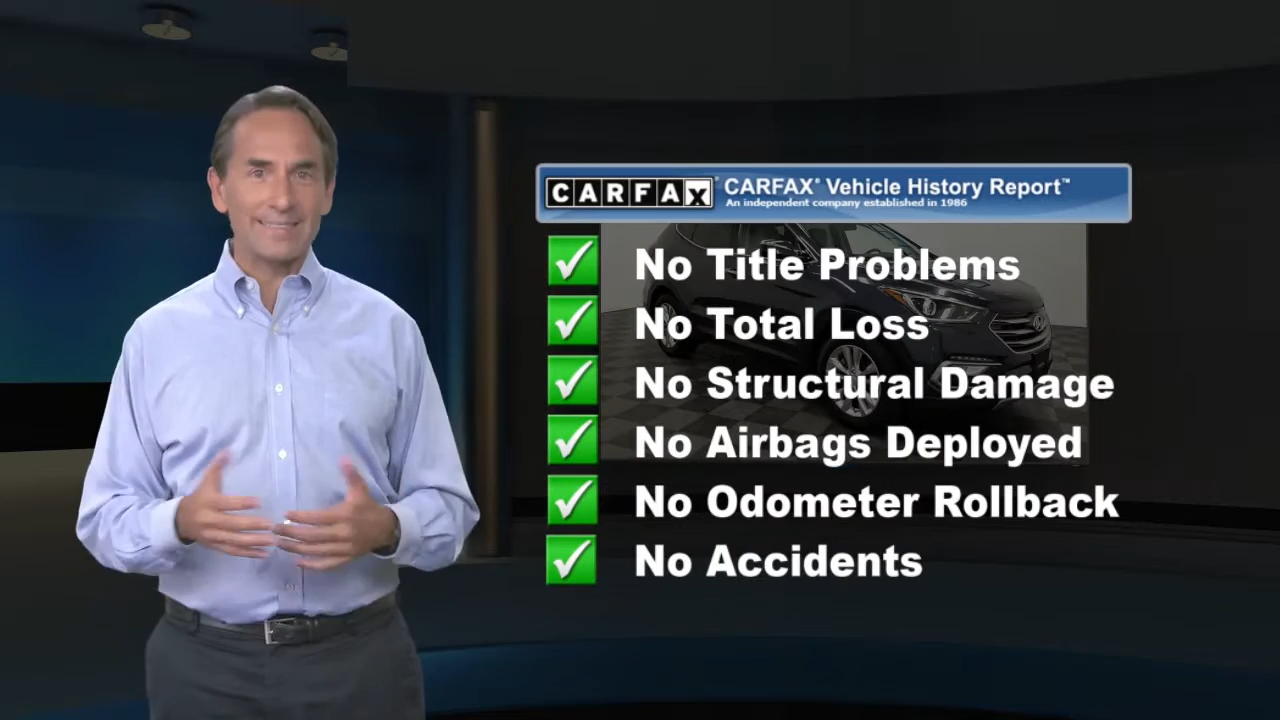 CARFAX® CARFAX® Vehicle History Report™
An independent company established in 1986
No Title Problems
No Total Loss
No Structural Damage
No Airbags Deployed
No Odometer Rollback
No Accidents